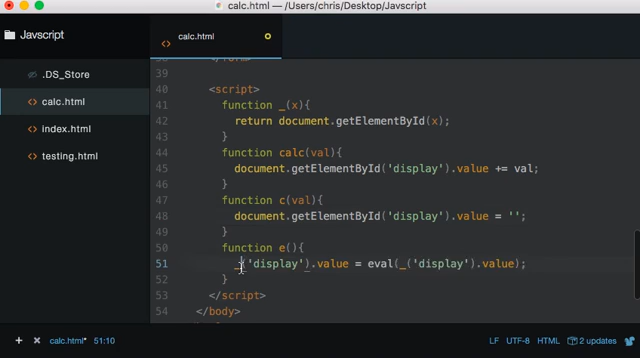 calc.html — /Users/chris/Desktop/Javscript
Javscript
calc.html
.DS_Store
calc.html
index.html
testing.html
39
40 <script>
41 function _(x){
42 return document.getElementById(x);
43 }
44 function calc(val){
45 document.getElementById('display').value += val;
46 }
47 function c(val){
48 document.getElementById('display').value = '';
49 }
50 function e(){
51 _('display').value = eval(_('display').value);
52 }
53 </script>
54 </body>
calc.html* 51:10 LF UTF-8 HTML 2 updates